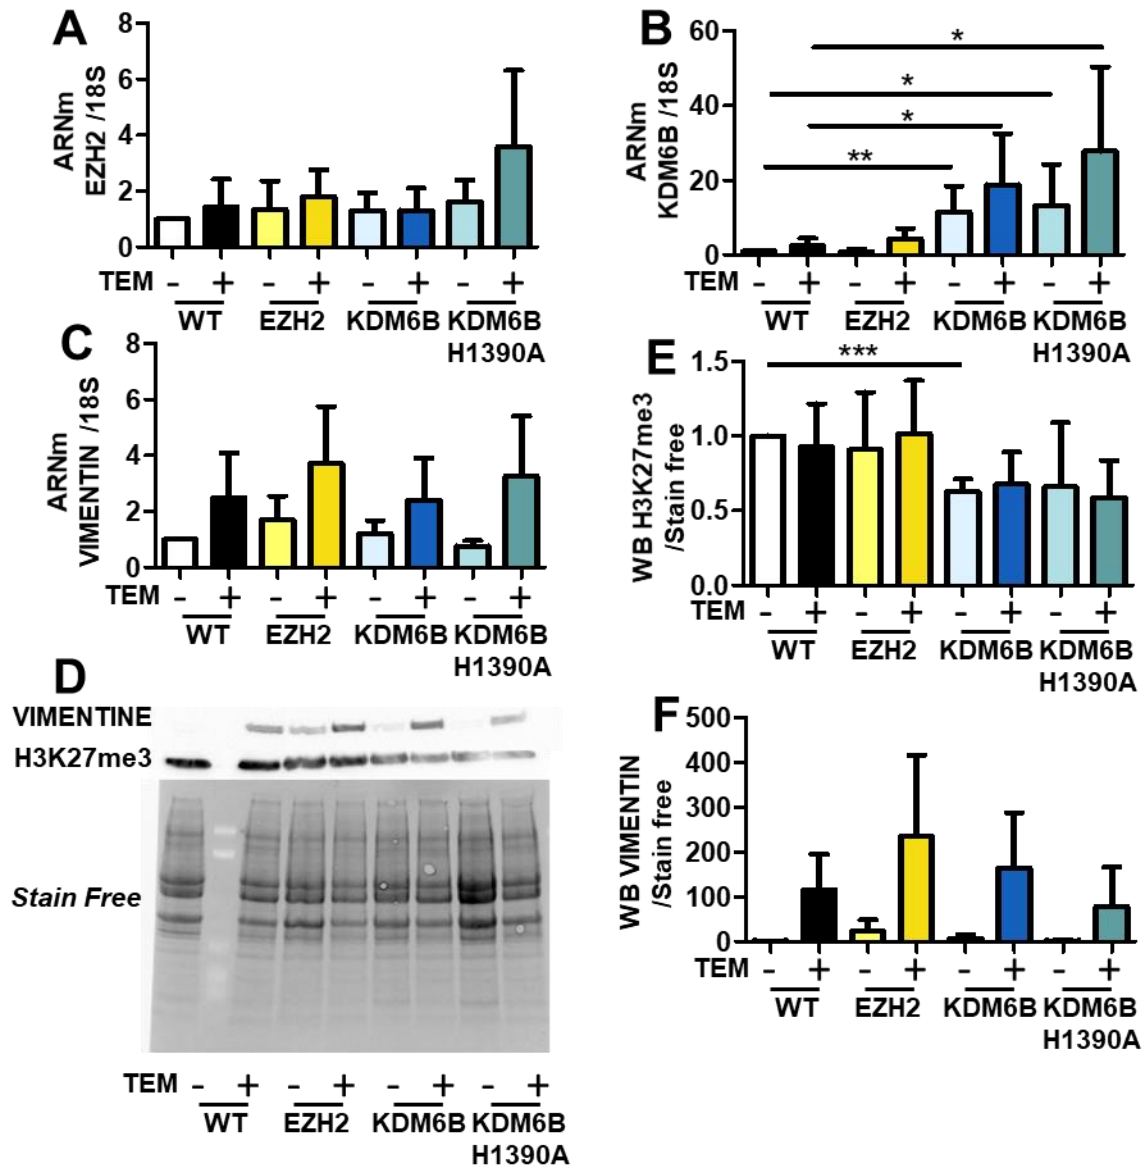 A
ARNm
EZH2 /18S
8
6
4
2
0
TEM - + - + - + - +
WT EZH2 KDM6B KDM6B
H1390A
B
ARNm
KDM6B /18S
60
40
20
0
*
*
*
**
TEM - + - + - + - +
WT EZH2 KDM6B KDM6B
H1390A
C
ARNm
VIMENTIN /18S
8
6
4
2
0
TEM - + - + - + - +
WT EZH2 KDM6B KDM6B
H1390A
E
WB H3K27me3
/Stain free
1.5
1.0
0.5
0.0
***
TEM - + - + - + - +
WT EZH2 KDM6B KDM6B
H1390A
D
VIMENTINE
H3K27me3
Stain Free
TEM - + - + - + - +
WT EZH2 KDM6B KDM6B
H1390A
F
WB VIMENTIN
/Stain free
500
400
300
200
100
0
TEM - + - + - + - +
WT EZH2 KDM6B KDM6B
H1390A